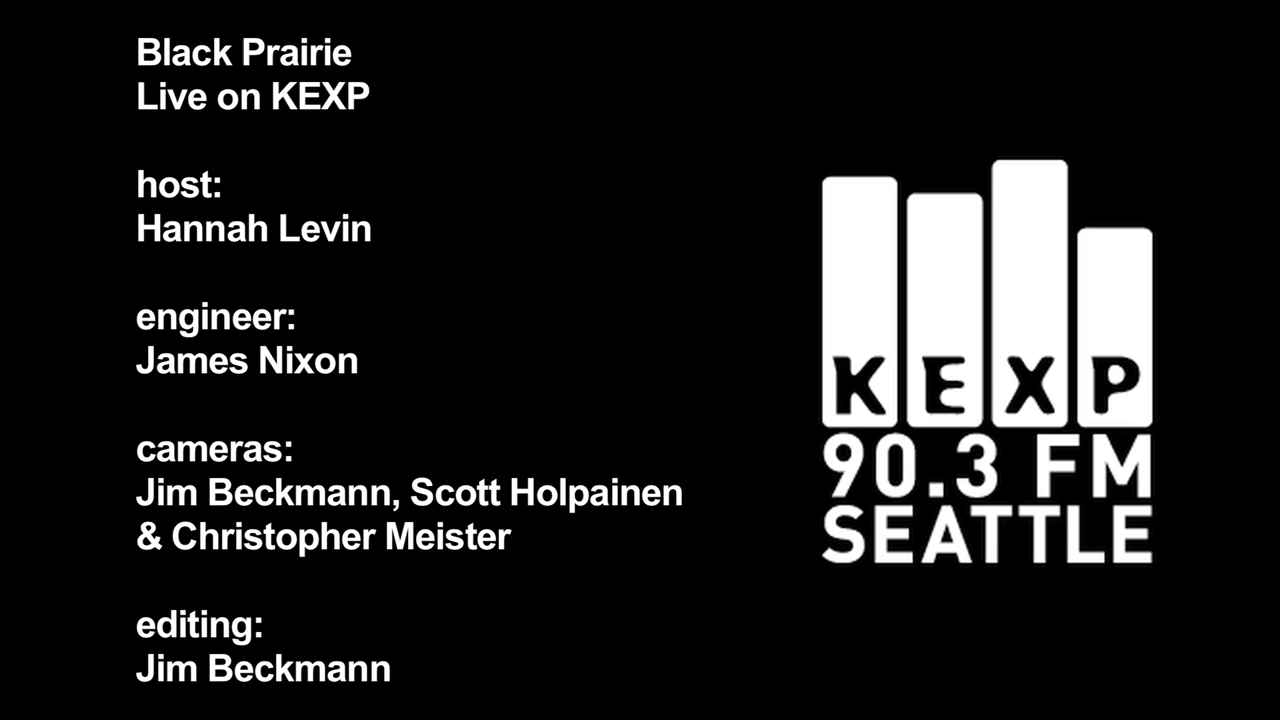 Black Prairie
Live on KEXP
host:
Hannah Levin
engineer:
James Nixon
cameras:
Jim Beckmann, Scott Holpainen
& Christopher Meister
editing:
Jim Beckmann
KEXP
90.3 FM
SEATTLE